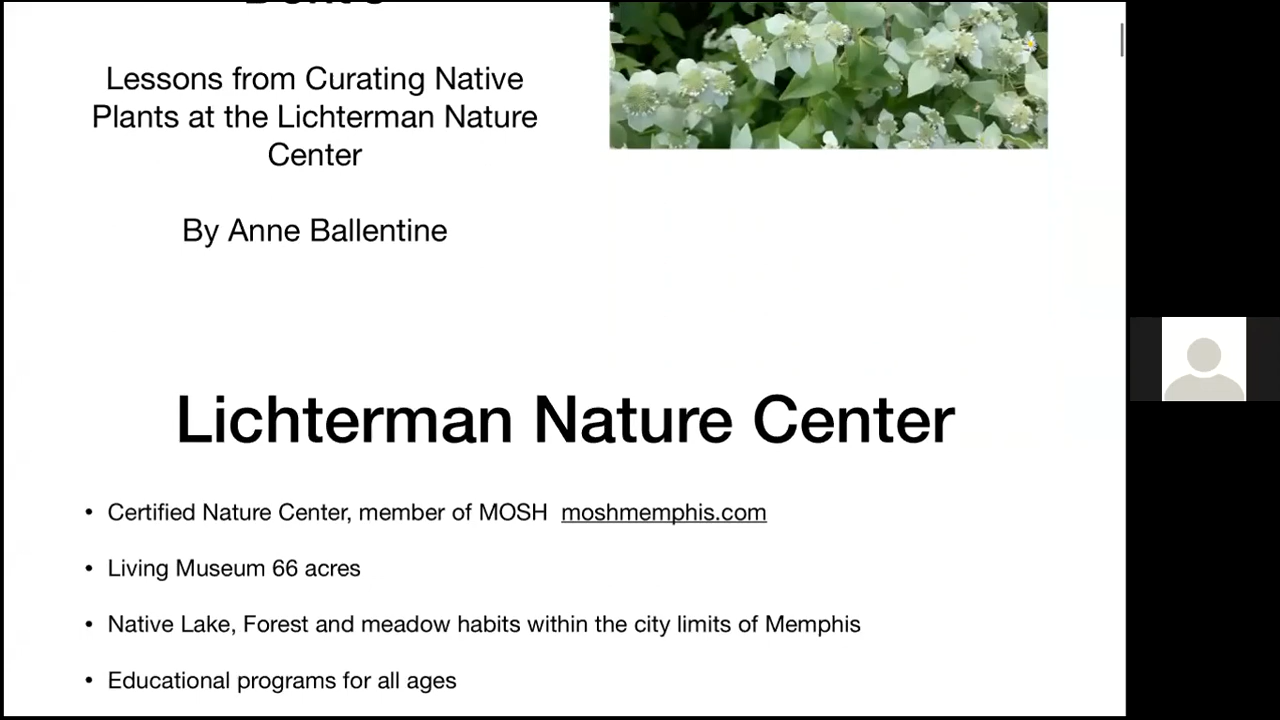 Lessons from Curating Native
Plants at the Lichterman Nature
Center
By Anne Ballentine
Lichterman Nature Center
• Certified Nature Center, member of MOSH moshmemphis.com
• Living Museum 66 acres
• Native Lake, Forest and meadow habits within the city limits of Memphis
• Educational programs for all ages